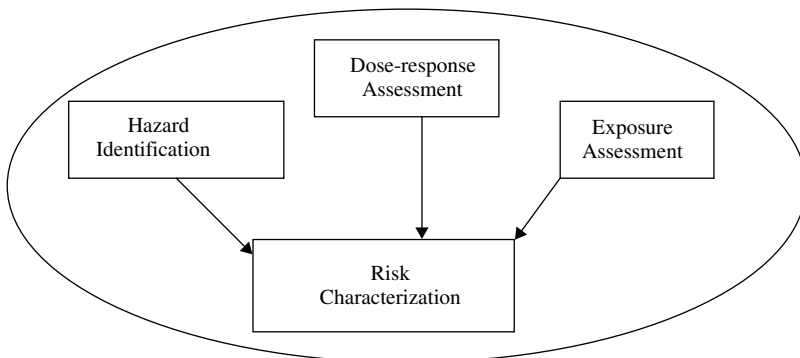 Dose-response
Assessment
Hazard
Identification
Exposure
Assessment
Risk
Characterization